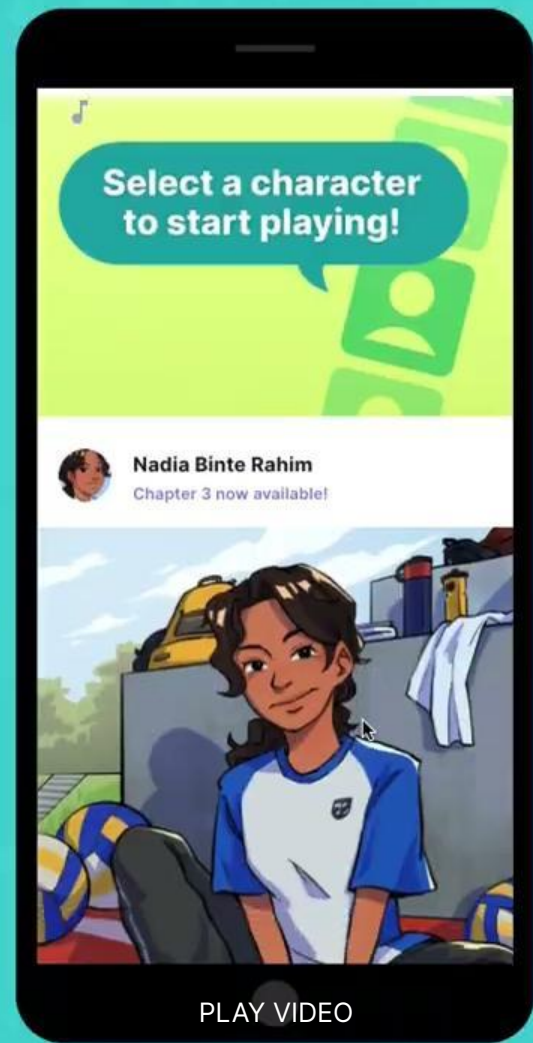 Select a character
to start playing!
Nadia Binte Rahim
Chapter 3 now available!
PLAY VIDEO